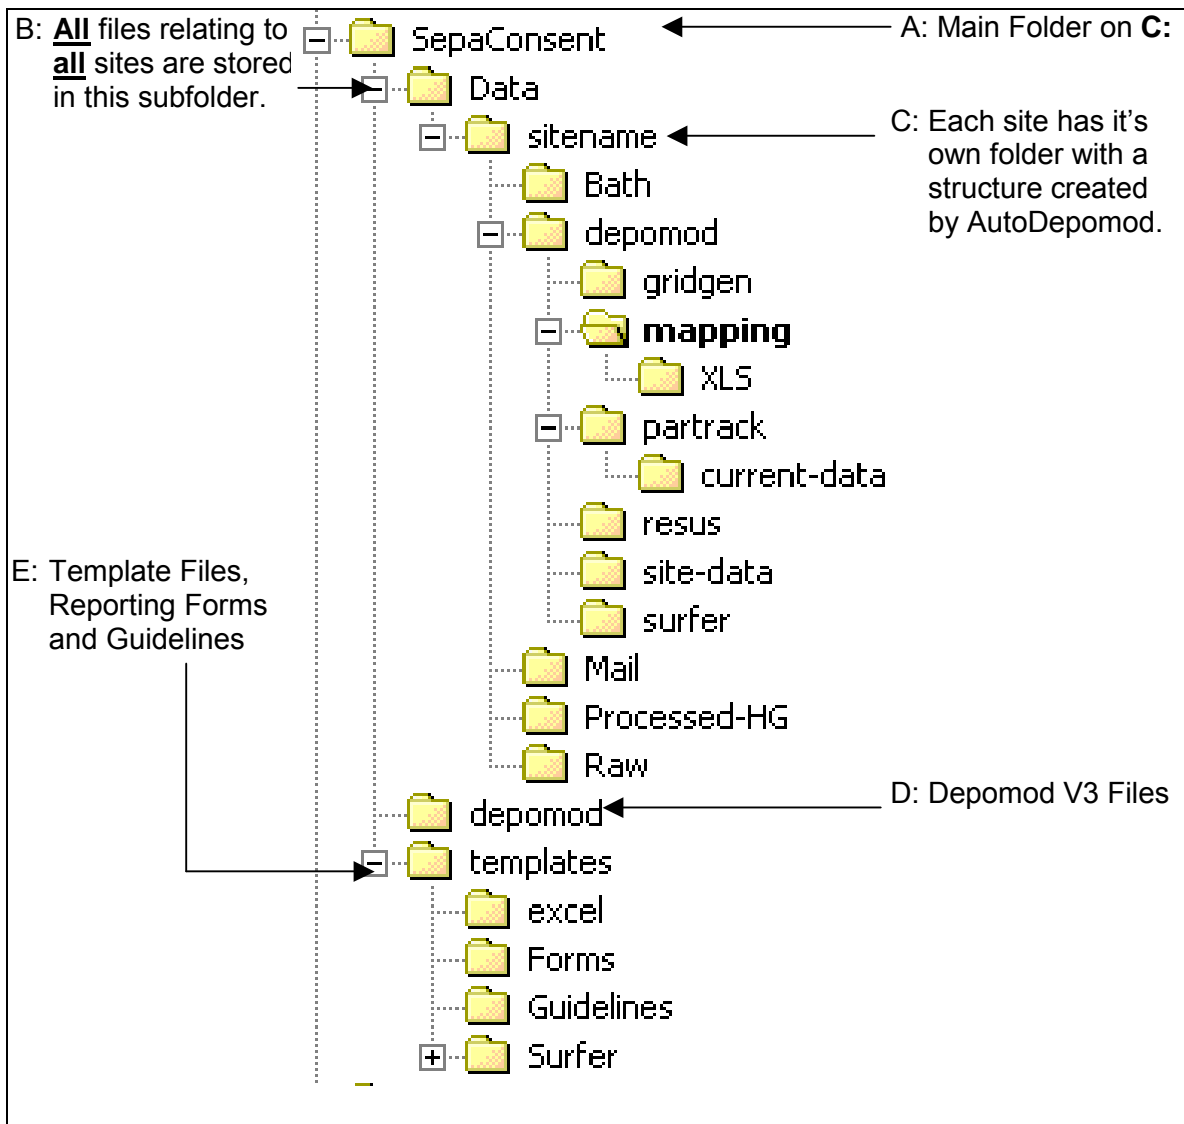 B: All files relating to
all sites are stored
in this subfolder.
SepaConsent
A: Main Folder on C:
Data
sitename
C: Each site has it's
own folder with a
structure created
by AutoDepomod.
Bath
depomod
gridgen
mapping
XLS
partrack
current-data
resus
site-data
surfer
E: Template Files,
Reporting Forms
and Guidelines
Mail
Processed-HG
Raw
depomod
D: Depomod V3 Files
templates
excel
Forms
Guidelines
Surfer